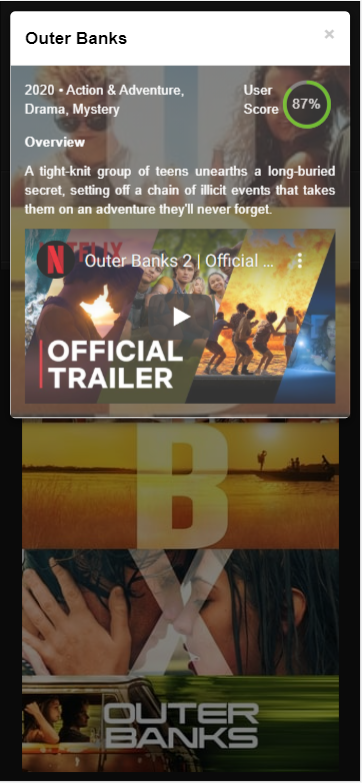 Outer Banks
×
2020 • Action & Adventure,
Drama, Mystery
User
Score
87%
Overview
A tight-knit group of teens unearths a long-buried
secret, setting off a chain of illicit events that takes
them on an adventure they'll never forget.
NETFLIX
N
Outer Banks 2 | Official ...
OFFICIAL
TRAILER
B
X
OUTER
BANKS